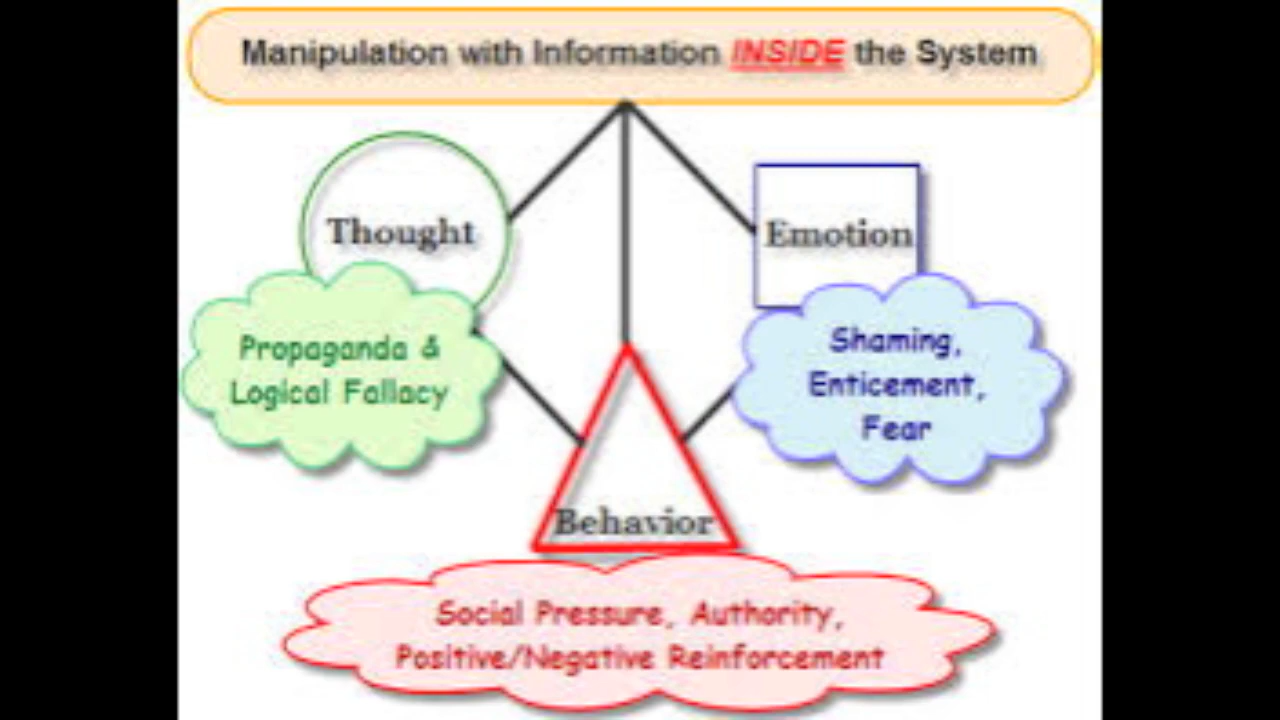 Manipulation with Information INSIDE the System
Thought
Emotion
Propaganda &
Logical Fallacy
Shaming,
Enticement,
Fear
Behavior
Social Pressure, Authority,
Positive/Negative Reinforcement